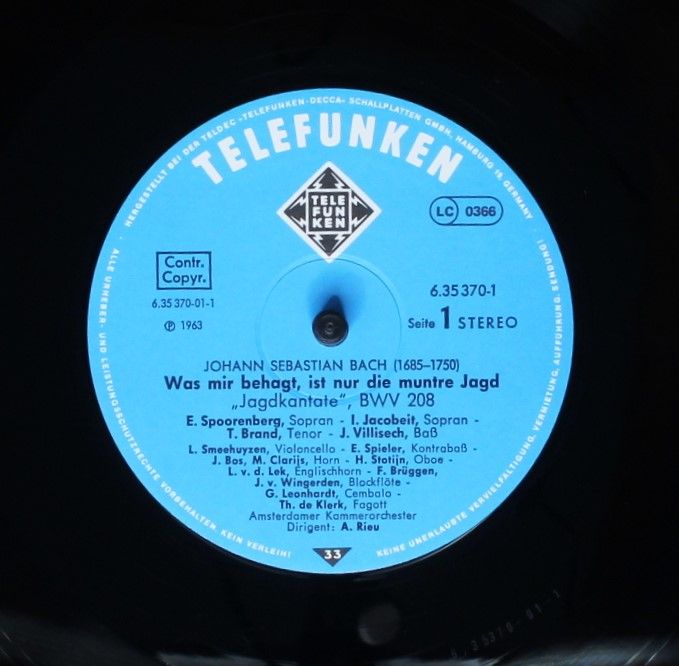 HERGESTELLT BEI DER TELDEC »TELEFUNKEN-DECCA« SCHALLPLATTEN GMBH, HAMBURG 19, GERMANY
TELEFUNKEN
TELE
FUN
KEN
LC 0366
Contr.
Copyr.
6.35 370-01-1
6.35 370-1
Ⓟ 1963
Seite 1 STEREO
JOHANN SEBASTIAN BACH (1685–1750)
Was mir behagt, ist nur die muntre Jagd
„Jagdkantate“, BWV 208
E. Spoorenberg, Sopran - I. Jacobeit, Sopran -
T. Brand, Tenor - J. Villisech, Baß
L. Smeehuyzen, Violoncello - E. Spieler, Kontrabaß -
J. Bos, M. Clarijs, Horn - H. Stotijn, Oboe -
L. v. d. Lek, Englischhorn - F. Brüggen,
J. v. Wingerden, Blockflöte -
G. Leonhardt, Cembalo -
Th. de Klerk, Fagott
Amsterdamer Kammerorchester
Dirigent: A. Rieu
33
ALLE URHEBER- UND LEISTUNGSSCHUTZRECHTE VORBEHALTEN KEIN VERLEIH!
KEINE UNERLAUBTE VERVIELFÄLTIGUNG, VERMIETUNG, AUFFÜHRUNG, SENDUNG!
6.35370-01-1